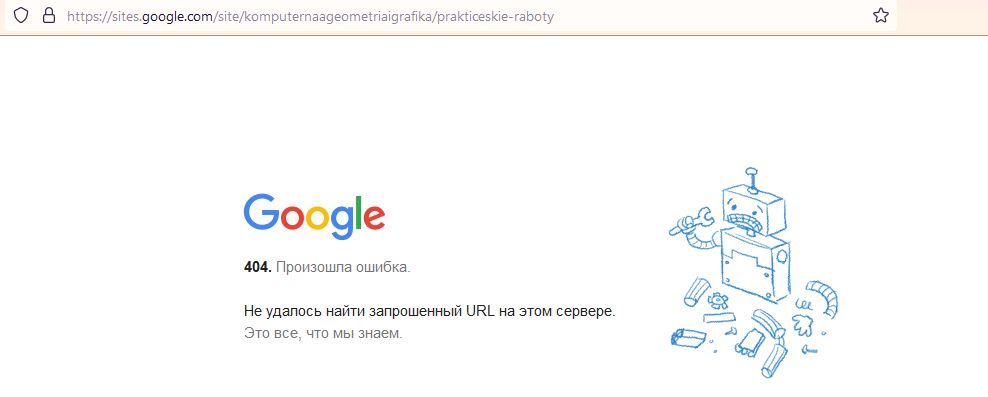 https://sites.google.com/site/komputernaageometriaigrafika/prakticeskie-raboty
Google
404. Произошла ошибка.
Не удалось найти запрошенный URL на этом сервере.
Это все, что мы знаем.